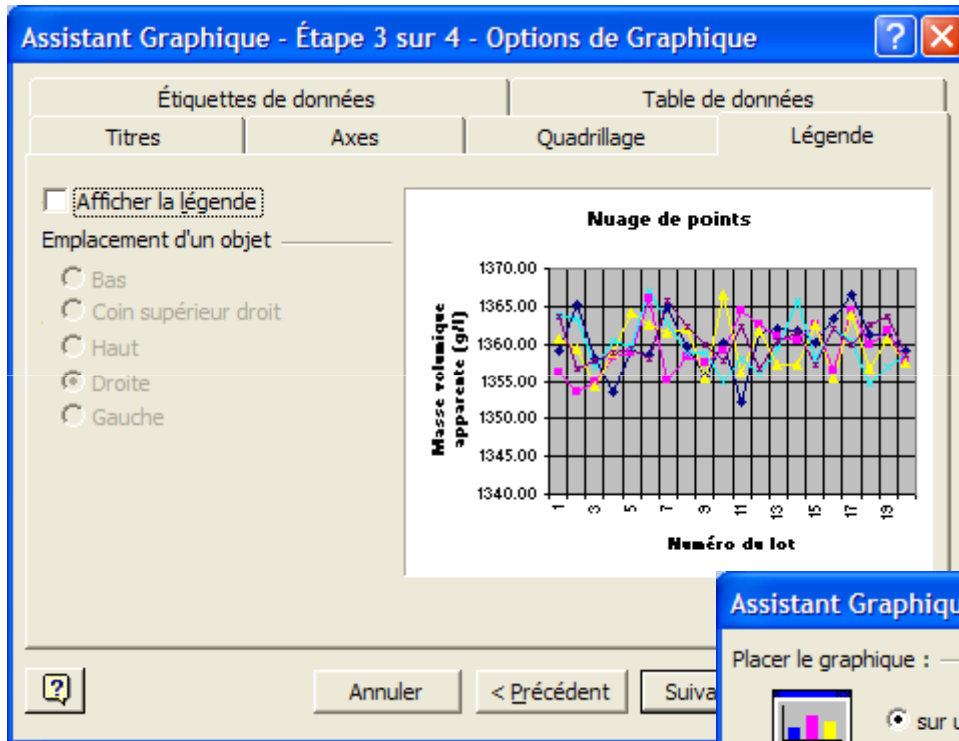 Assistant Graphique - Étape 3 sur 4 - Options de Graphique
Étiquettes de données
Table de données
Titres
Axes
Quadrillage
Légende
Afficher la légende
Emplacement d'un objet
Bas
Coin supérieur droit
Haut
Droite
Gauche
Nuage de points
Masse volumique
apparente (g/l)
1370.00
1365.00
1360.00
1355.00
1350.00
1345.00
1340.00
1 3 5 7 9 11 13 15 17 19
Numéro du lot
?
Annuler
< Précédent
Suiva
Assistant Graphiqu
Placer le graphique :
sur u